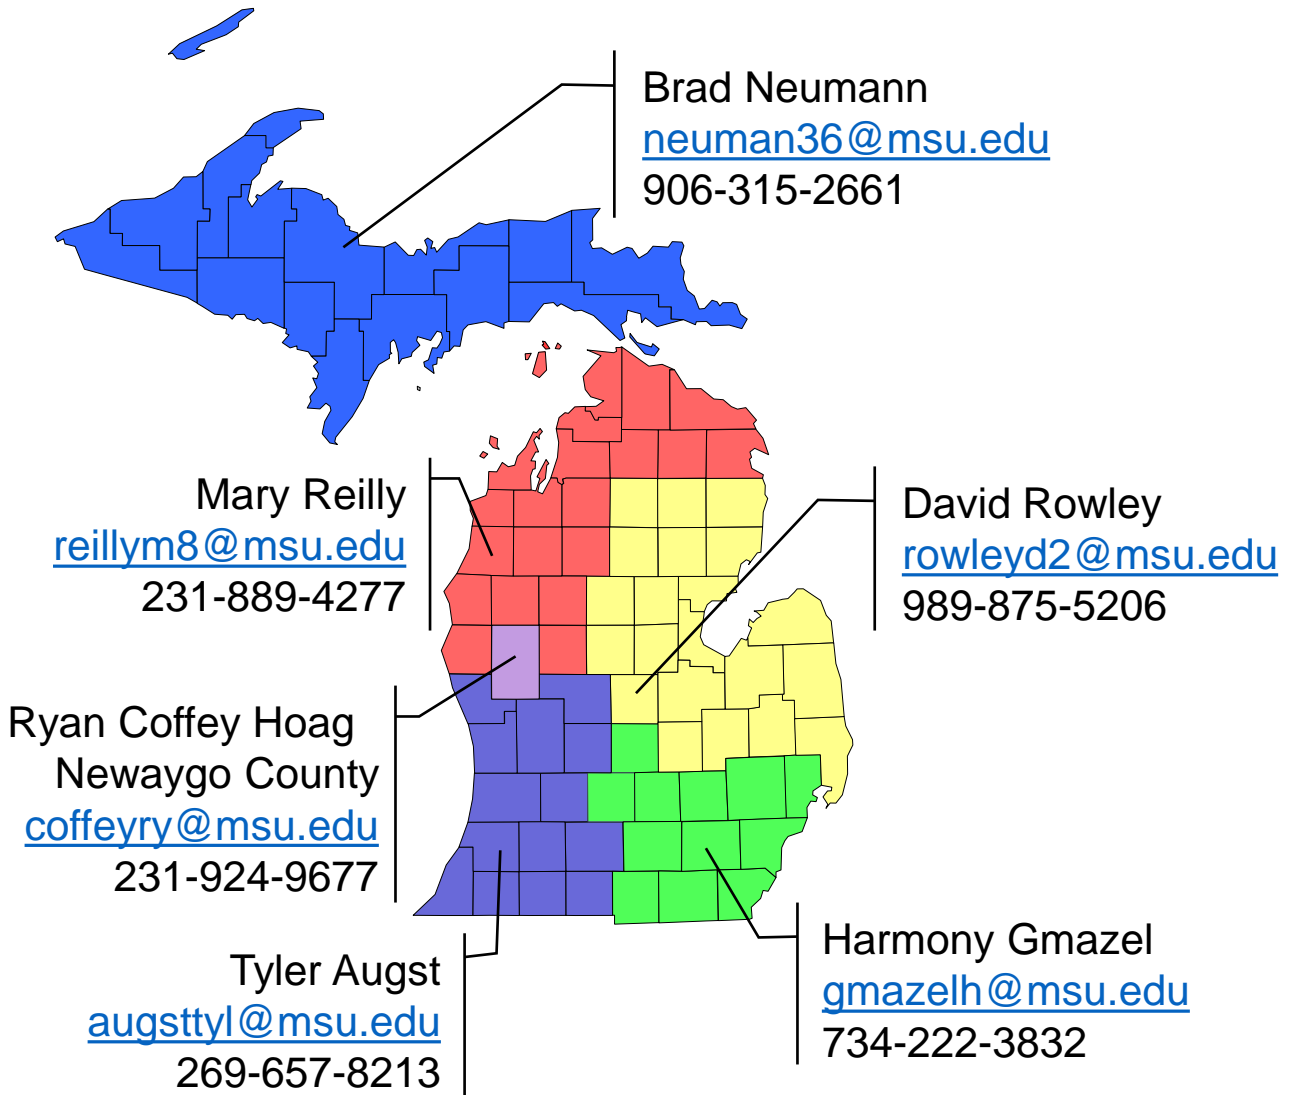 Brad Neumann
neuman36@msu.edu
906-315-2661
Mary Reilly
reillym8@msu.edu
231-889-4277
David Rowley
rowleyd2@msu.edu
989-875-5206
Ryan Coffey Hoag
Newaygo County
coffeyry@msu.edu
231-924-9677
Tyler Augst
augsttyl@msu.edu
269-657-8213
Harmony Gmazel
gmazelh@msu.edu
734-222-3832